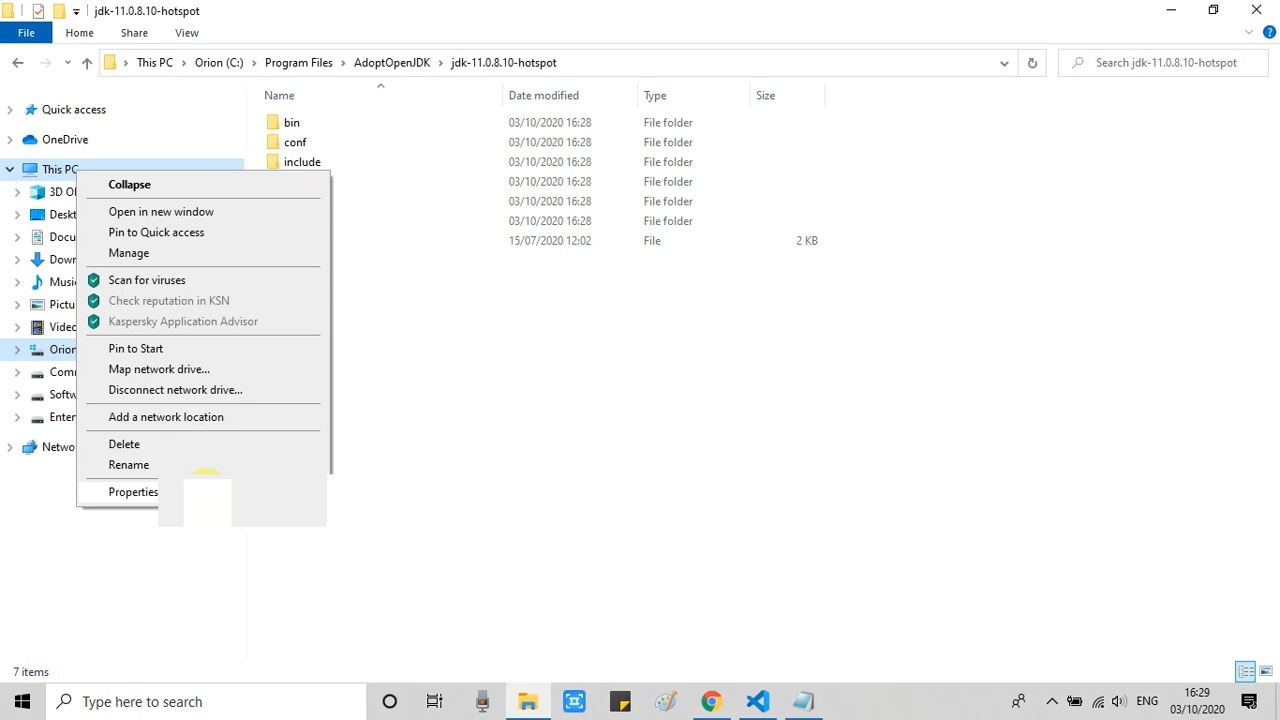 jdk-11.0.8.10-hotspot
File Home Share View
This PC Orion (C:) Program Files AdoptOpenJDK jdk-11.0.8.10-hotspot Search jdk-11.0.8.10-hotspot
Name Date modified Type Size
Quick access
OneDrive
This PC
3D O
Deskt
Docu
Down
Music
Pictu
Video
Orion
Comm
Softw
Enter
Netwo
bin 03/10/2020 16:28 File folder
conf 03/10/2020 16:28 File folder
include 03/10/2020 16:28 File folder
03/10/2020 16:28 File folder
03/10/2020 16:28 File folder
03/10/2020 16:28 File folder
15/07/2020 12:02 File 2 KB
Collapse
Open in new window
Pin to Quick access
Manage
Scan for viruses
Check reputation in KSN
Kaspersky Application Advisor
Pin to Start
Map network drive...
Disconnect network drive...
Add a network location
Delete
Rename
Properties
7 items
Type here to search
ENG
16:29
03/10/2020